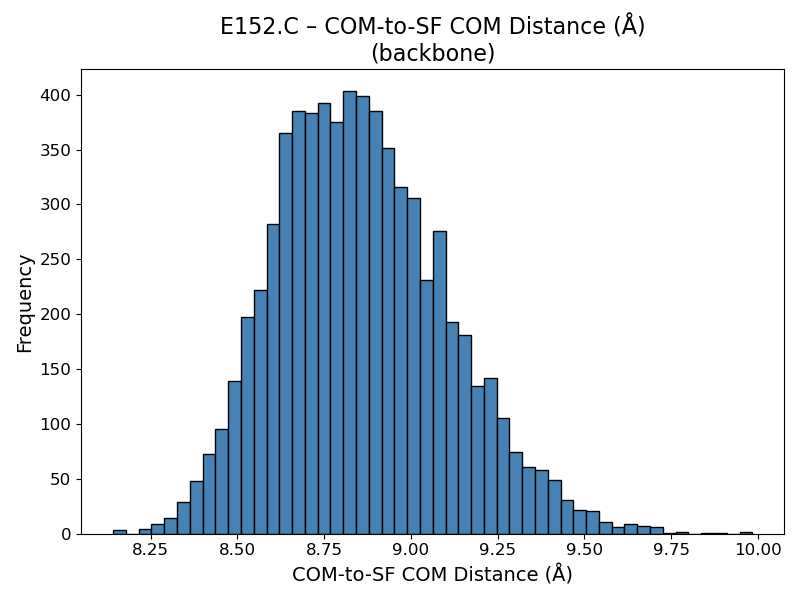 E152.C – COM-to-SF COM Distance (Å)
(backbone)
400
350
300
250
200
150
100
50
0
Frequency
8.25 8.50 8.75 9.00 9.25 9.50 9.75 10.00
COM-to-SF COM Distance (Å)